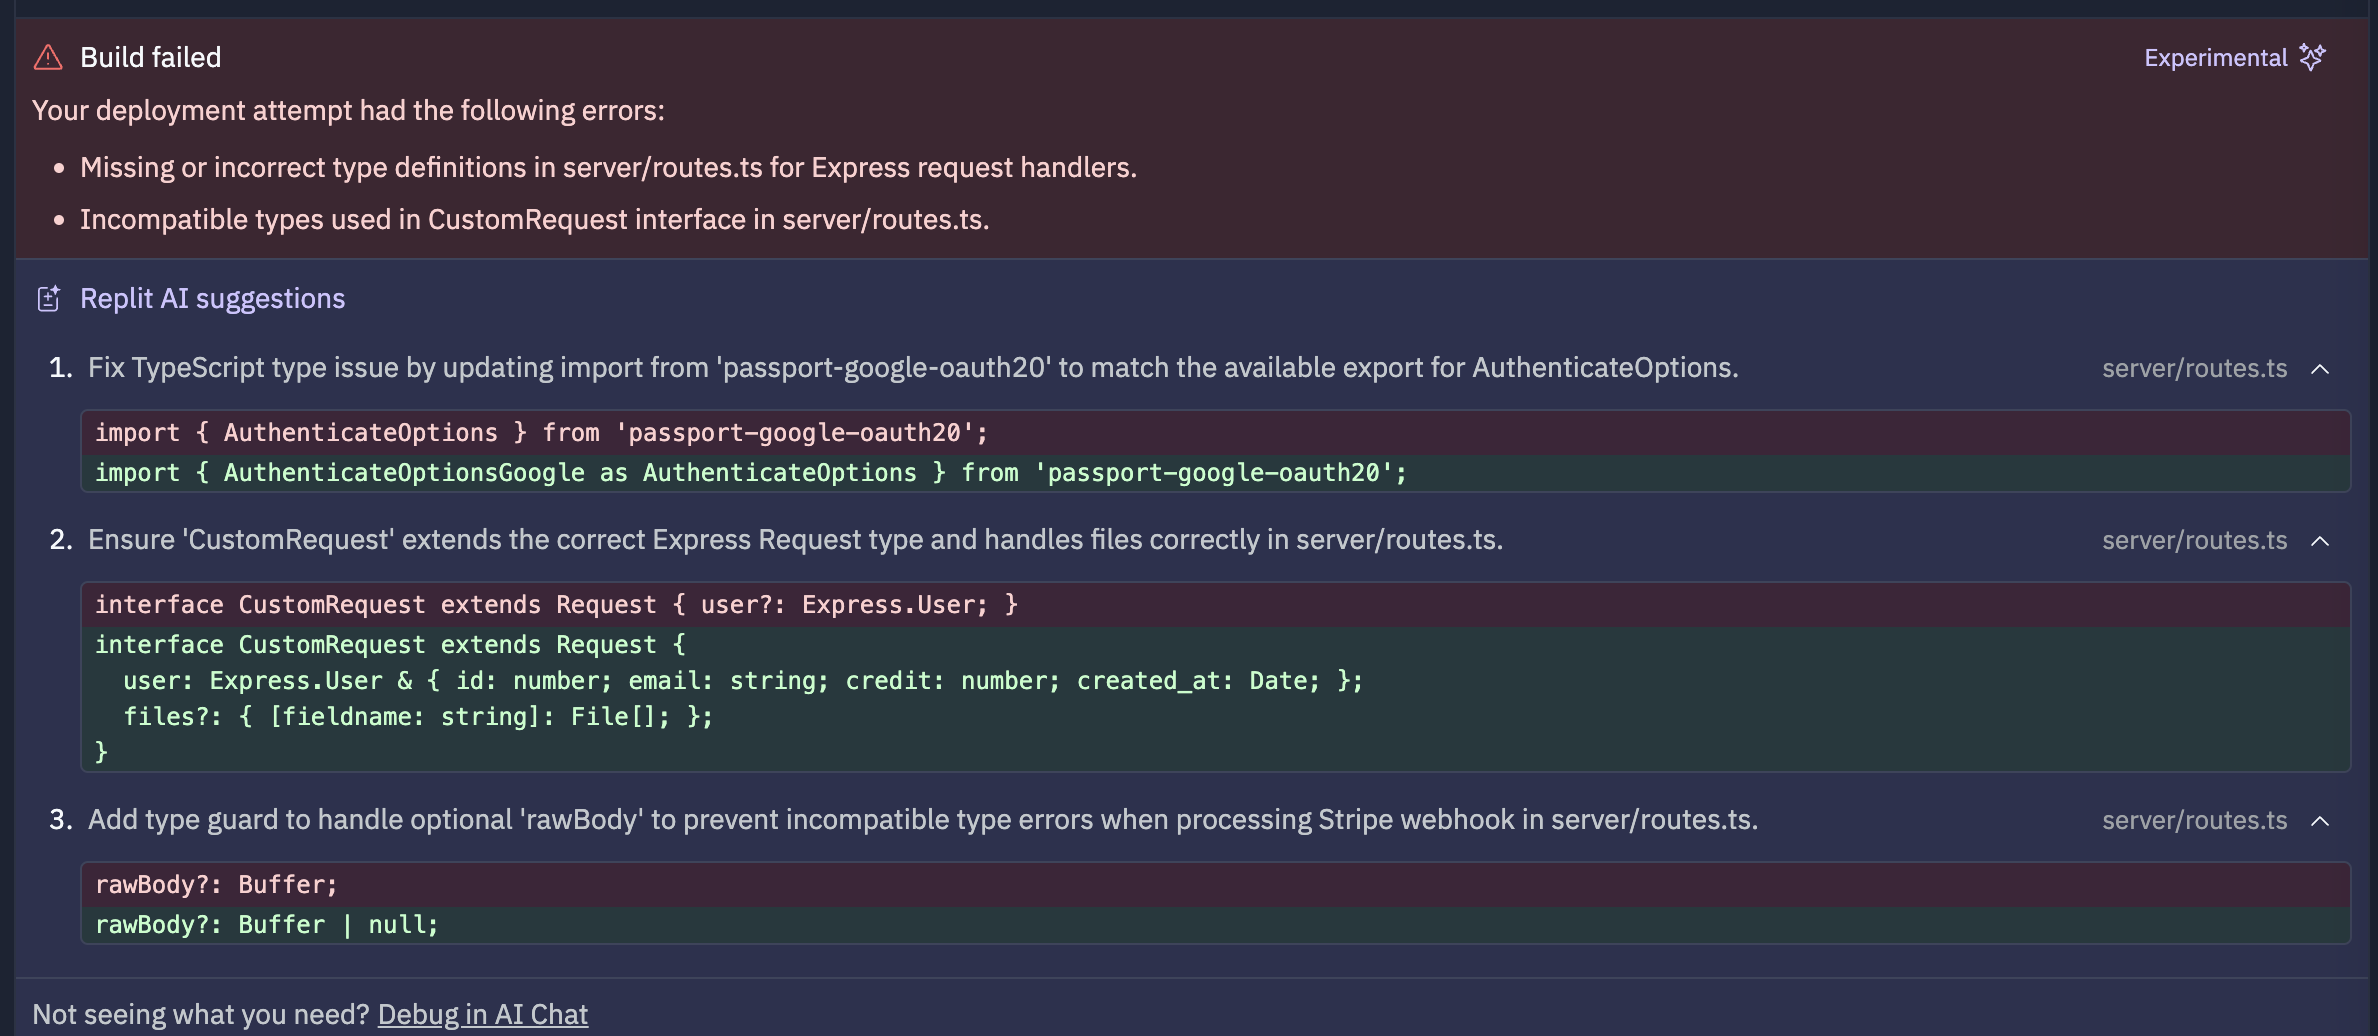 Build failed
Experimental
Your deployment attempt had the following errors:
• Missing or incorrect type definitions in server/routes.ts for Express request handlers.
• Incompatible types used in CustomRequest interface in server/routes.ts.
Replit AI suggestions
1. Fix TypeScript type issue by updating import from 'passport-google-oauth20' to match the available export for AuthenticateOptions.
server/routes.ts
import { AuthenticateOptions } from 'passport-google-oauth20';
import { AuthenticateOptionsGoogle as AuthenticateOptions } from 'passport-google-oauth20';
2. Ensure 'CustomRequest' extends the correct Express Request type and handles files correctly in server/routes.ts.
server/routes.ts
interface CustomRequest extends Request { user?: Express.User; }
interface CustomRequest extends Request {
  user: Express.User & { id: number; email: string; credit: number; created_at: Date; };
  files?: { [fieldname: string]: File[]; };
}
3. Add type guard to handle optional 'rawBody' to prevent incompatible type errors when processing Stripe webhook in server/routes.ts.
server/routes.ts
rawBody?: Buffer;
rawBody?: Buffer | null;
Not seeing what you need? Debug in AI Chat